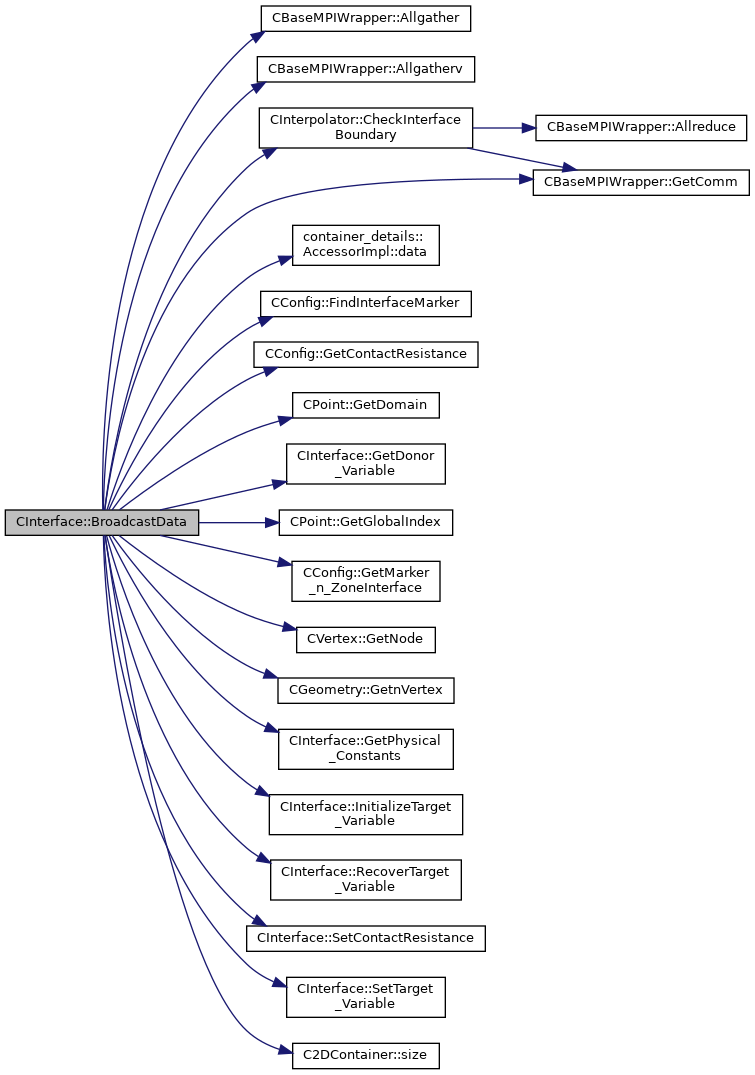 CBaseMPIWrapper::Allgather
CBaseMPIWrapper::Allgatherv
CInterpolator::CheckInterface
Boundary
CBaseMPIWrapper::Allreduce
CBaseMPIWrapper::GetComm
container_details::
AccessorImpl::data
CConfig::FindInterfaceMarker
CConfig::GetContactResistance
CPoint::GetDomain
CInterface::GetDonor
_Variable
CInterface::BroadcastData
CPoint::GetGlobalIndex
CConfig::GetMarker
_n_ZoneInterface
CVertex::GetNode
CGeometry::GetnVertex
CInterface::GetPhysical
_Constants
CInterface::InitializeTarget
_Variable
CInterface::RecoverTarget
_Variable
CInterface::SetContactResistance
CInterface::SetTarget
_Variable
C2DContainer::size